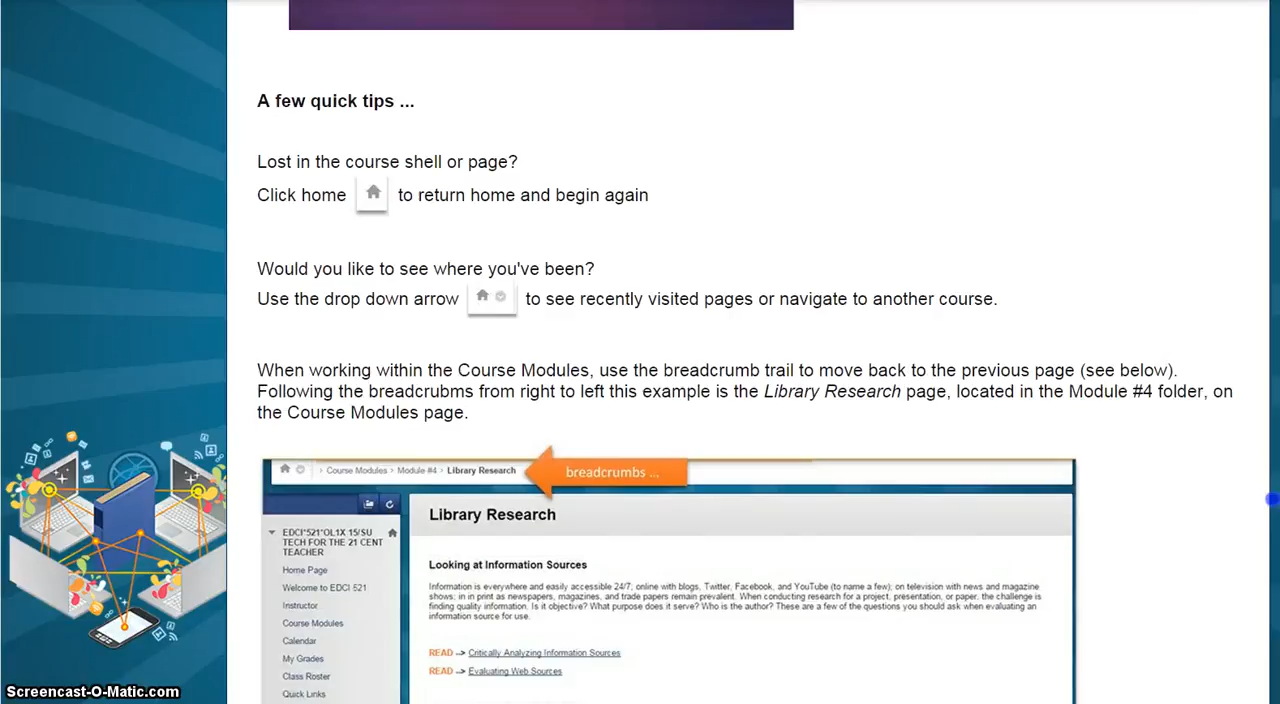 A few quick tips ...
Lost in the course shell or page?
Click home to return home and begin again
Would you like to see where you've been?
Use the drop down arrow to see recently visited pages or navigate to another course.
When working within the Course Modules, use the breadcrumb trail to move back to the previous page (see below).
Following the breadcrubms from right to left this example is the Library Research page, located in the Module #4 folder, on
the Course Modules page.
› Course Modules › Module #4 › Library Research
breadcrumbs ...
Library Research
EDCI*521*OL1X 15/SU
TECH FOR THE 21 CENT
TEACHER
Home Page
Welcome to EDCI 521
Instructor
Course Modules
Calendar
My Grades
Class Roster
Quick Links
Looking at Information Sources
Information is everywhere and easily accessible 24/7; online with blogs, Twitter, Facebook, and YouTube (to name a few); on television with news and magazine
shows; in in print as newspapers, magazines, and trade papers remain prevalent. When conducting research for a project, presentation, or paper, the challenge is
finding quality information. Is it objective? What purpose does it serve? Who is the author? These are a few of the questions you should ask when evaluating an
information source for use.
READ --> Critically Analyzing Information Sources
READ --> Evaluating Web Sources
Screencast-O-Matic.com